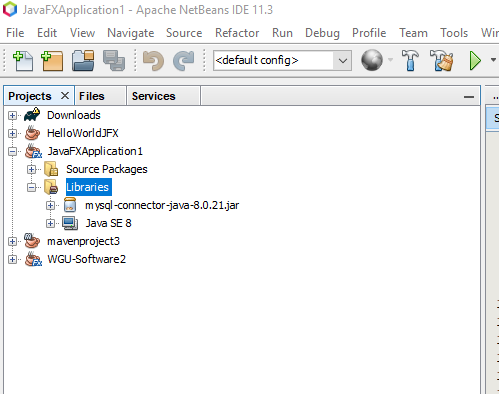 JavaFXApplication1 - Apache NetBeans IDE 11.3
File Edit View Navigate Source Refactor Run Debug Profile Team Tools Win
<default config>
Projects Files Services
Downloads
HelloWorldJFX
JavaFXApplication1
Source Packages
Libraries
mysql-connector-java-8.0.21.jar
Java SE 8
mavenproject3
WGU-Software2